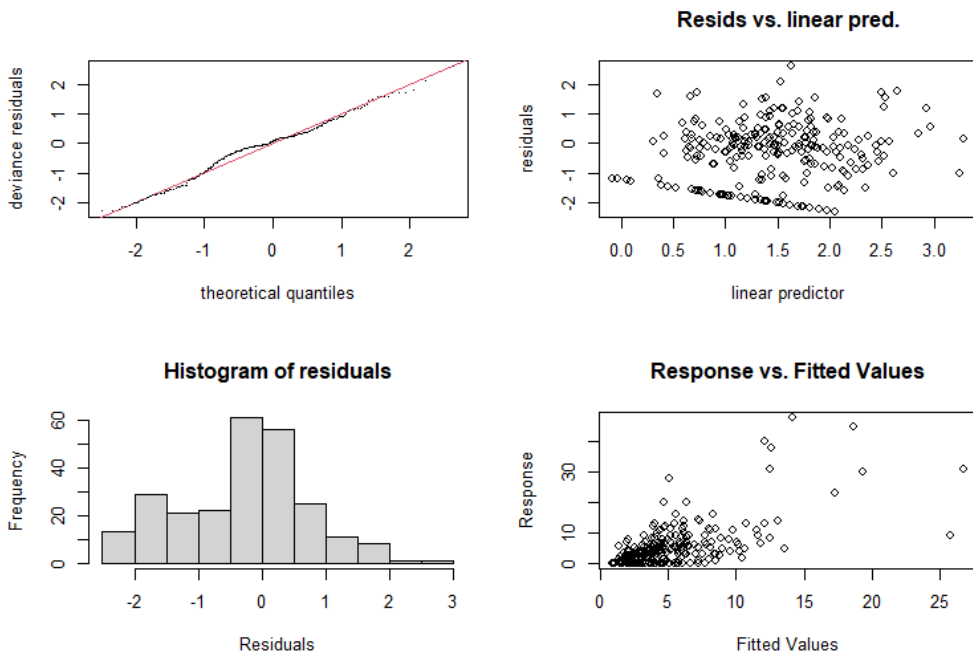 deviance residuals
2
1
0
-1
-2
-2 -1 0 1 2
theoretical quantiles
Resids vs. linear pred.
residuals
2
1
0
-1
-2
0.0 0.5 1.0 1.5 2.0 2.5 3.0
linear predictor
Histogram of residuals
Frequency
60
40
20
0
-2 -1 0 1 2 3
Residuals
Response vs. Fitted Values
Response
30
10
0
0 5 10 15 20 25
Fitted Values